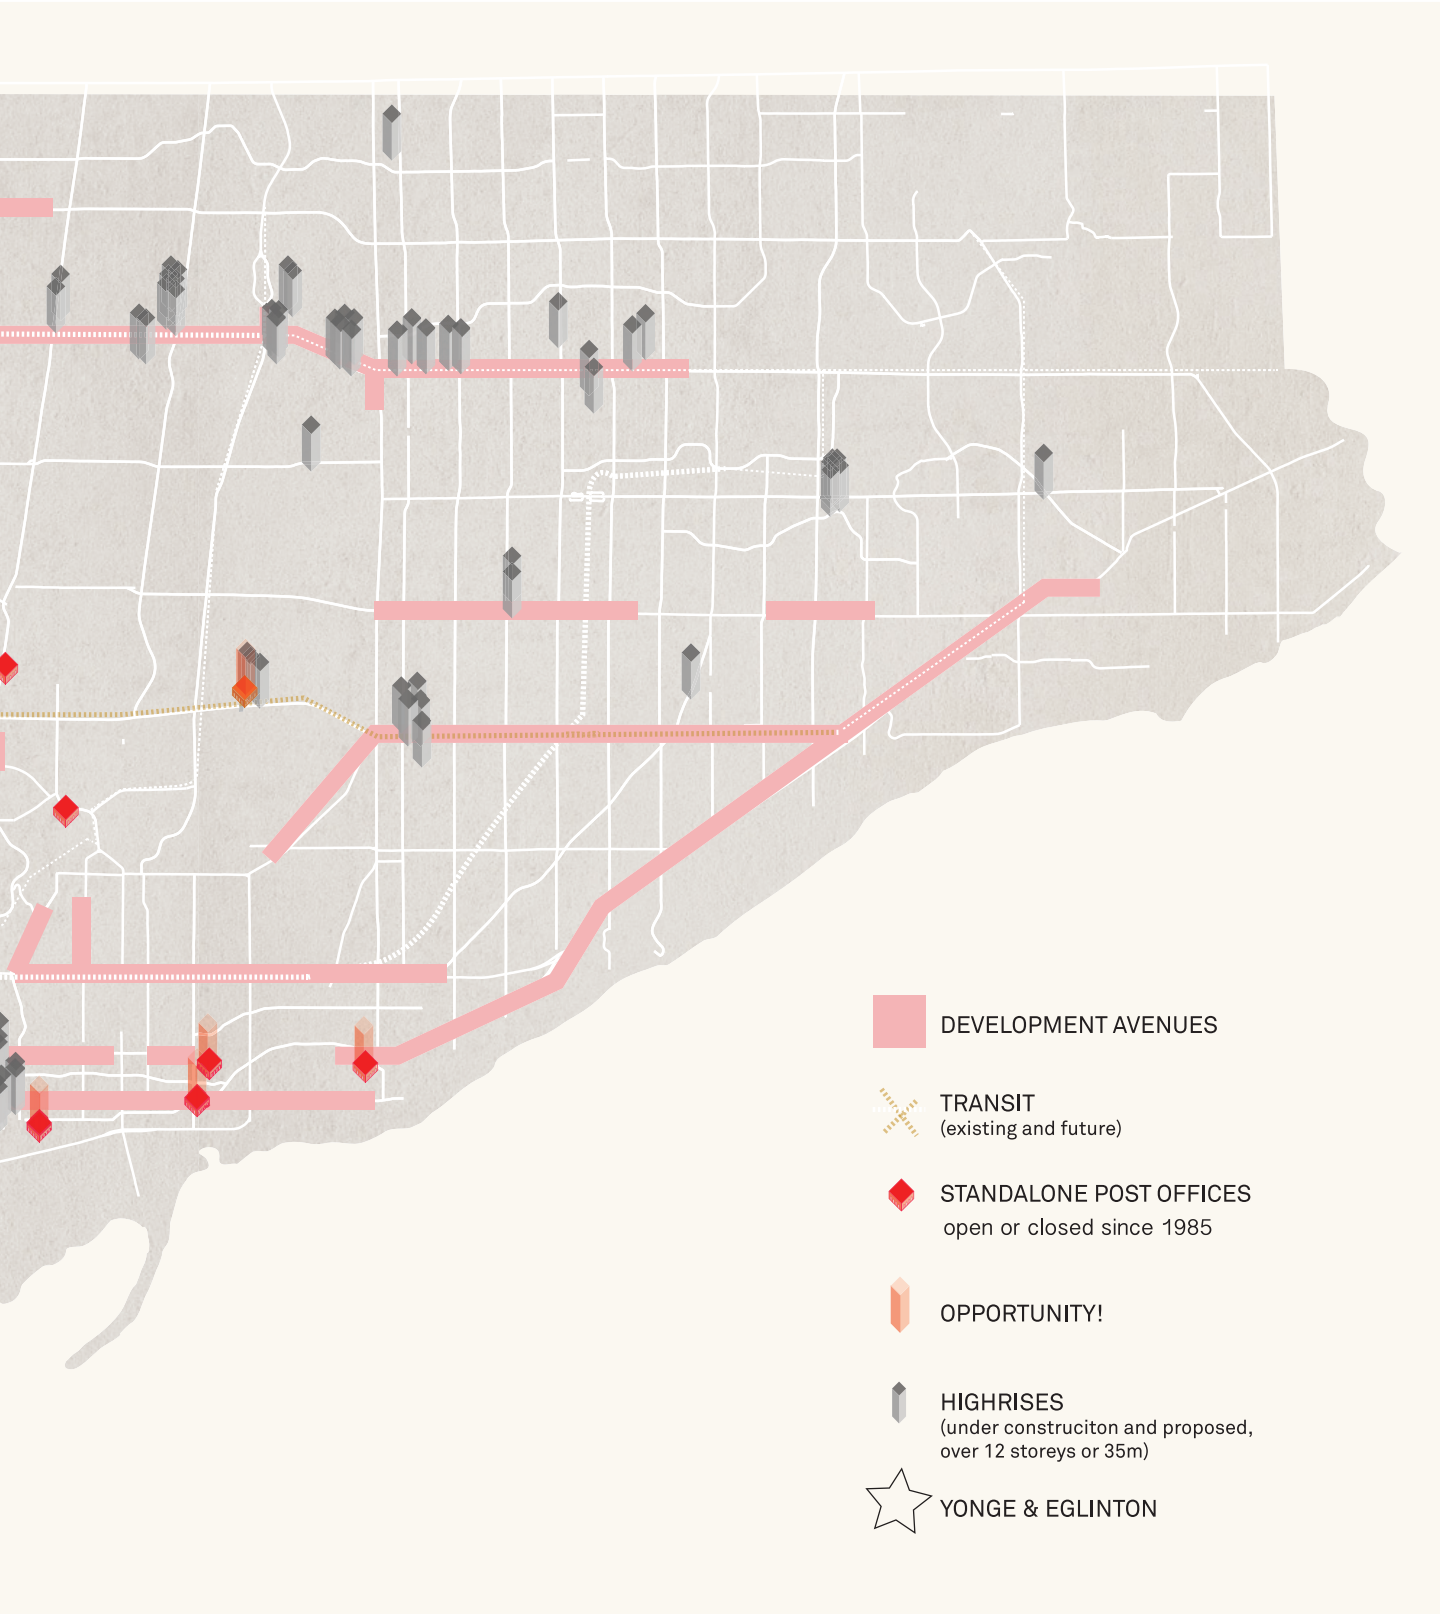 DEVELOPMENT AVENUES
TRANSIT
(existing and future)
STANDALONE POST OFFICES
open or closed since 1985
OPPORTUNITY!
HIGHRISES
(under construciton and proposed,
over 12 storeys or 35m)
YONGE & EGLINTON